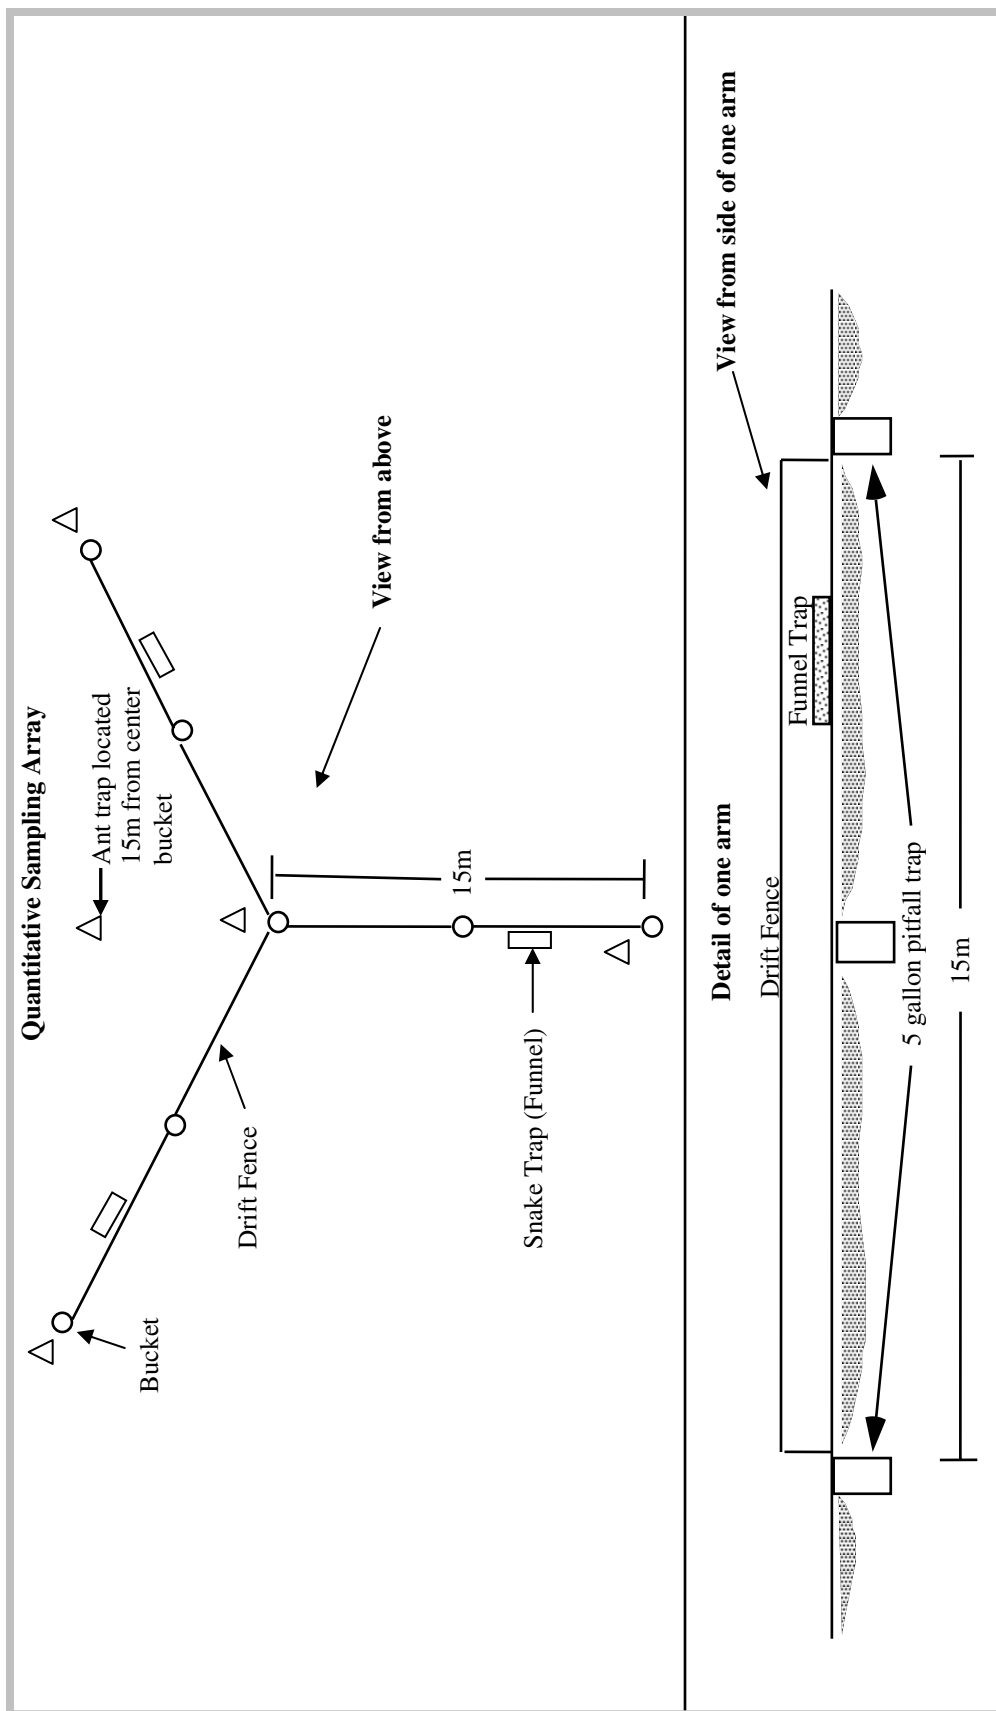 Quantitative Sampling Array
Ant trap located
15m from center
bucket
Bucket
Drift Fence
View from above
15m
Snake Trap (Funnel)
Detail of one arm
View from side of one arm
Drift Fence
Funnel Trap
5 gallon pitfall trap
15m